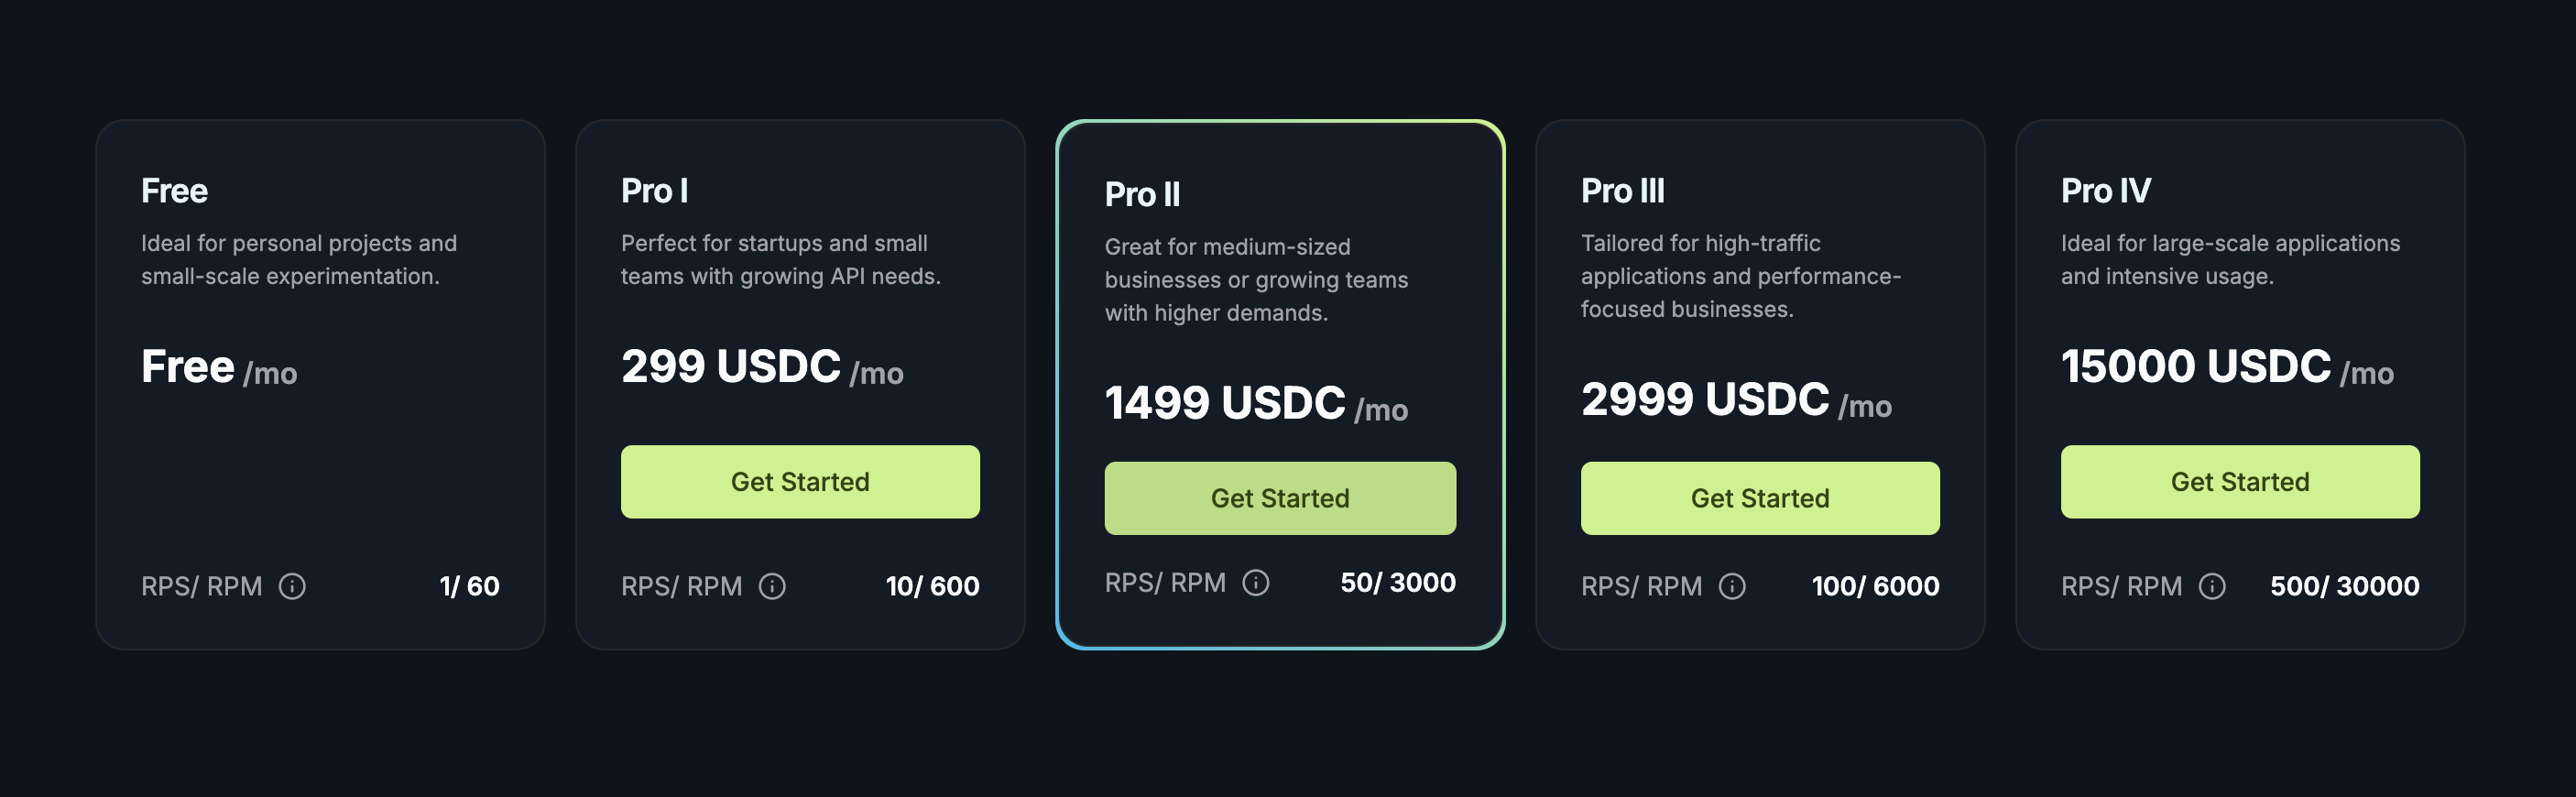 Free
Ideal for personal projects and
small-scale experimentation.
Free /mo
RPS/ RPM 1/ 60
Pro I
Perfect for startups and small
teams with growing API needs.
299 USDC /mo
Get Started
RPS/ RPM 10/ 600
Pro II
Great for medium-sized
businesses or growing teams
with higher demands.
1499 USDC /mo
Get Started
RPS/ RPM 50/ 3000
Pro III
Tailored for high-traffic
applications and performance-
focused businesses.
2999 USDC /mo
Get Started
RPS/ RPM 100/ 6000
Pro IV
Ideal for large-scale applications
and intensive usage.
15000 USDC /mo
Get Started
RPS/ RPM 500/ 30000